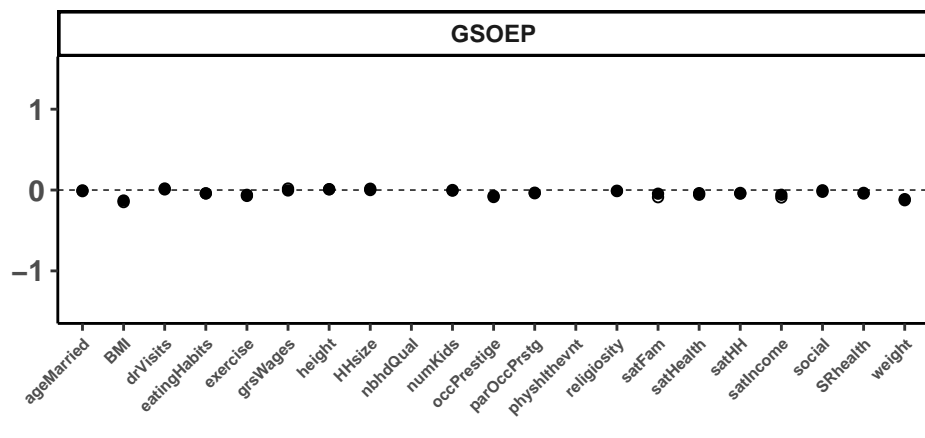 GSOEP
1
0
−1
ageMarried
BMI
drVisits
eatingHabits
exercise
grsWages
height
HHsize
nbhdQual
numKids
occPrestige
parOccPrstg
physhlthevnt
religiosity
satFam
satHealth
satHH
satIncome
social
SRhealth
weight